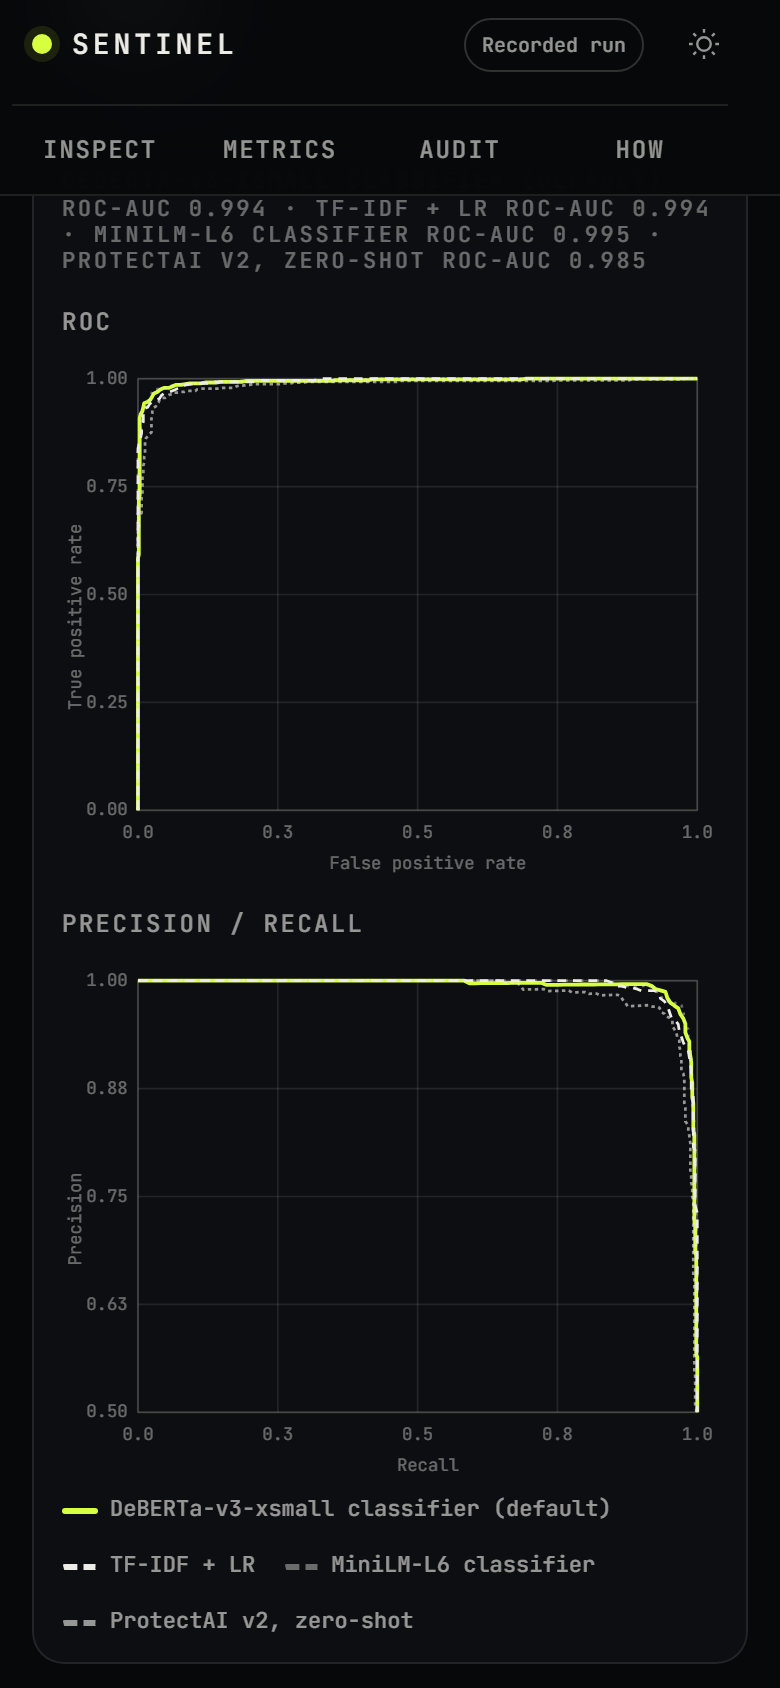 SENTINEL
Recorded run
INSPECT METRICS AUDIT HOW
ROC-AUC 0.994 · TF-IDF + LR ROC-AUC 0.994
· MINILM-L6 CLASSIFIER ROC-AUC 0.995 ·
PROTECTAI V2, ZERO-SHOT ROC-AUC 0.985
ROC
1.00
0.75
0.50
0.25
0.00
True positive rate
0.0 0.3 0.5 0.8 1.0
False positive rate
PRECISION / RECALL
1.00
0.88
0.75
0.63
0.50
Precision
0.0 0.3 0.5 0.8 1.0
Recall
DeBERTa-v3-xsmall classifier (default)
TF-IDF + LR MiniLM-L6 classifier
ProtectAI v2, zero-shot